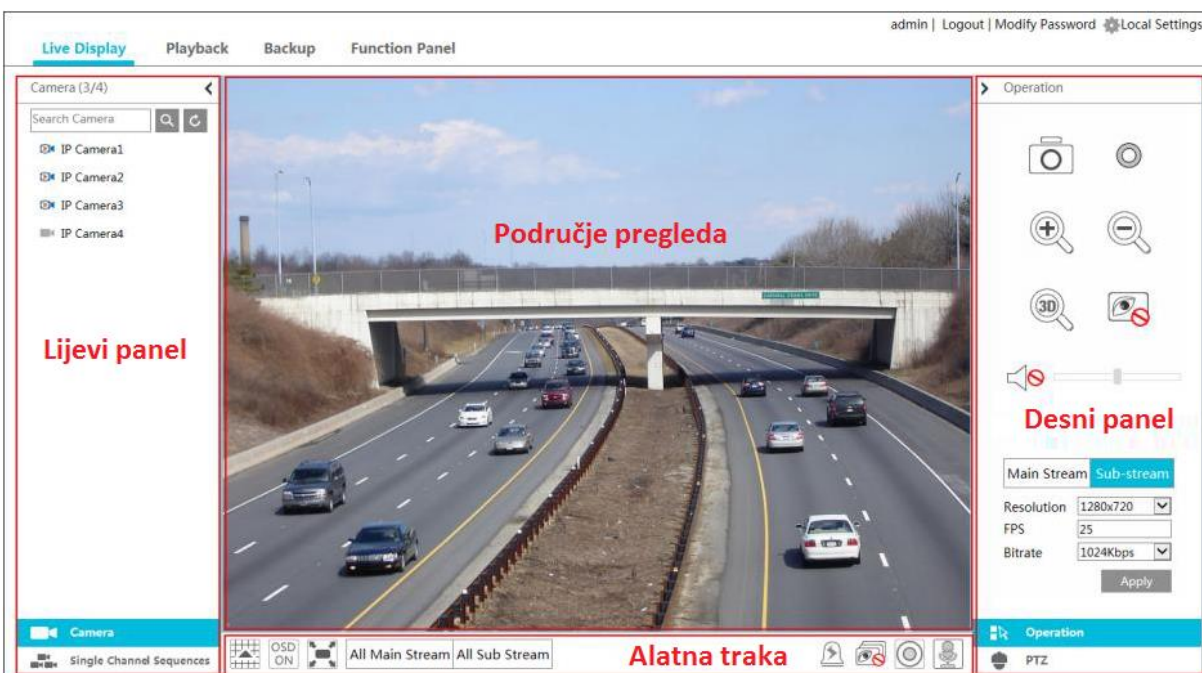 admin | Logout | Modify Password Local Settings
Live Display Playback Backup Function Panel
Camera (3/4)
Search Camera
IP Camera1
IP Camera2
IP Camera3
IP Camera4
Lijevi panel
Camera
Single Channel Sequences
Područje pregleda
OSD
ON
All Main Stream All Sub Stream
Alatna traka
Operation
3D
Desni panel
Main Stream Sub-stream
Resolution 1280x720
FPS 25
Bitrate 1024Kbps
Apply
Operation
PTZ